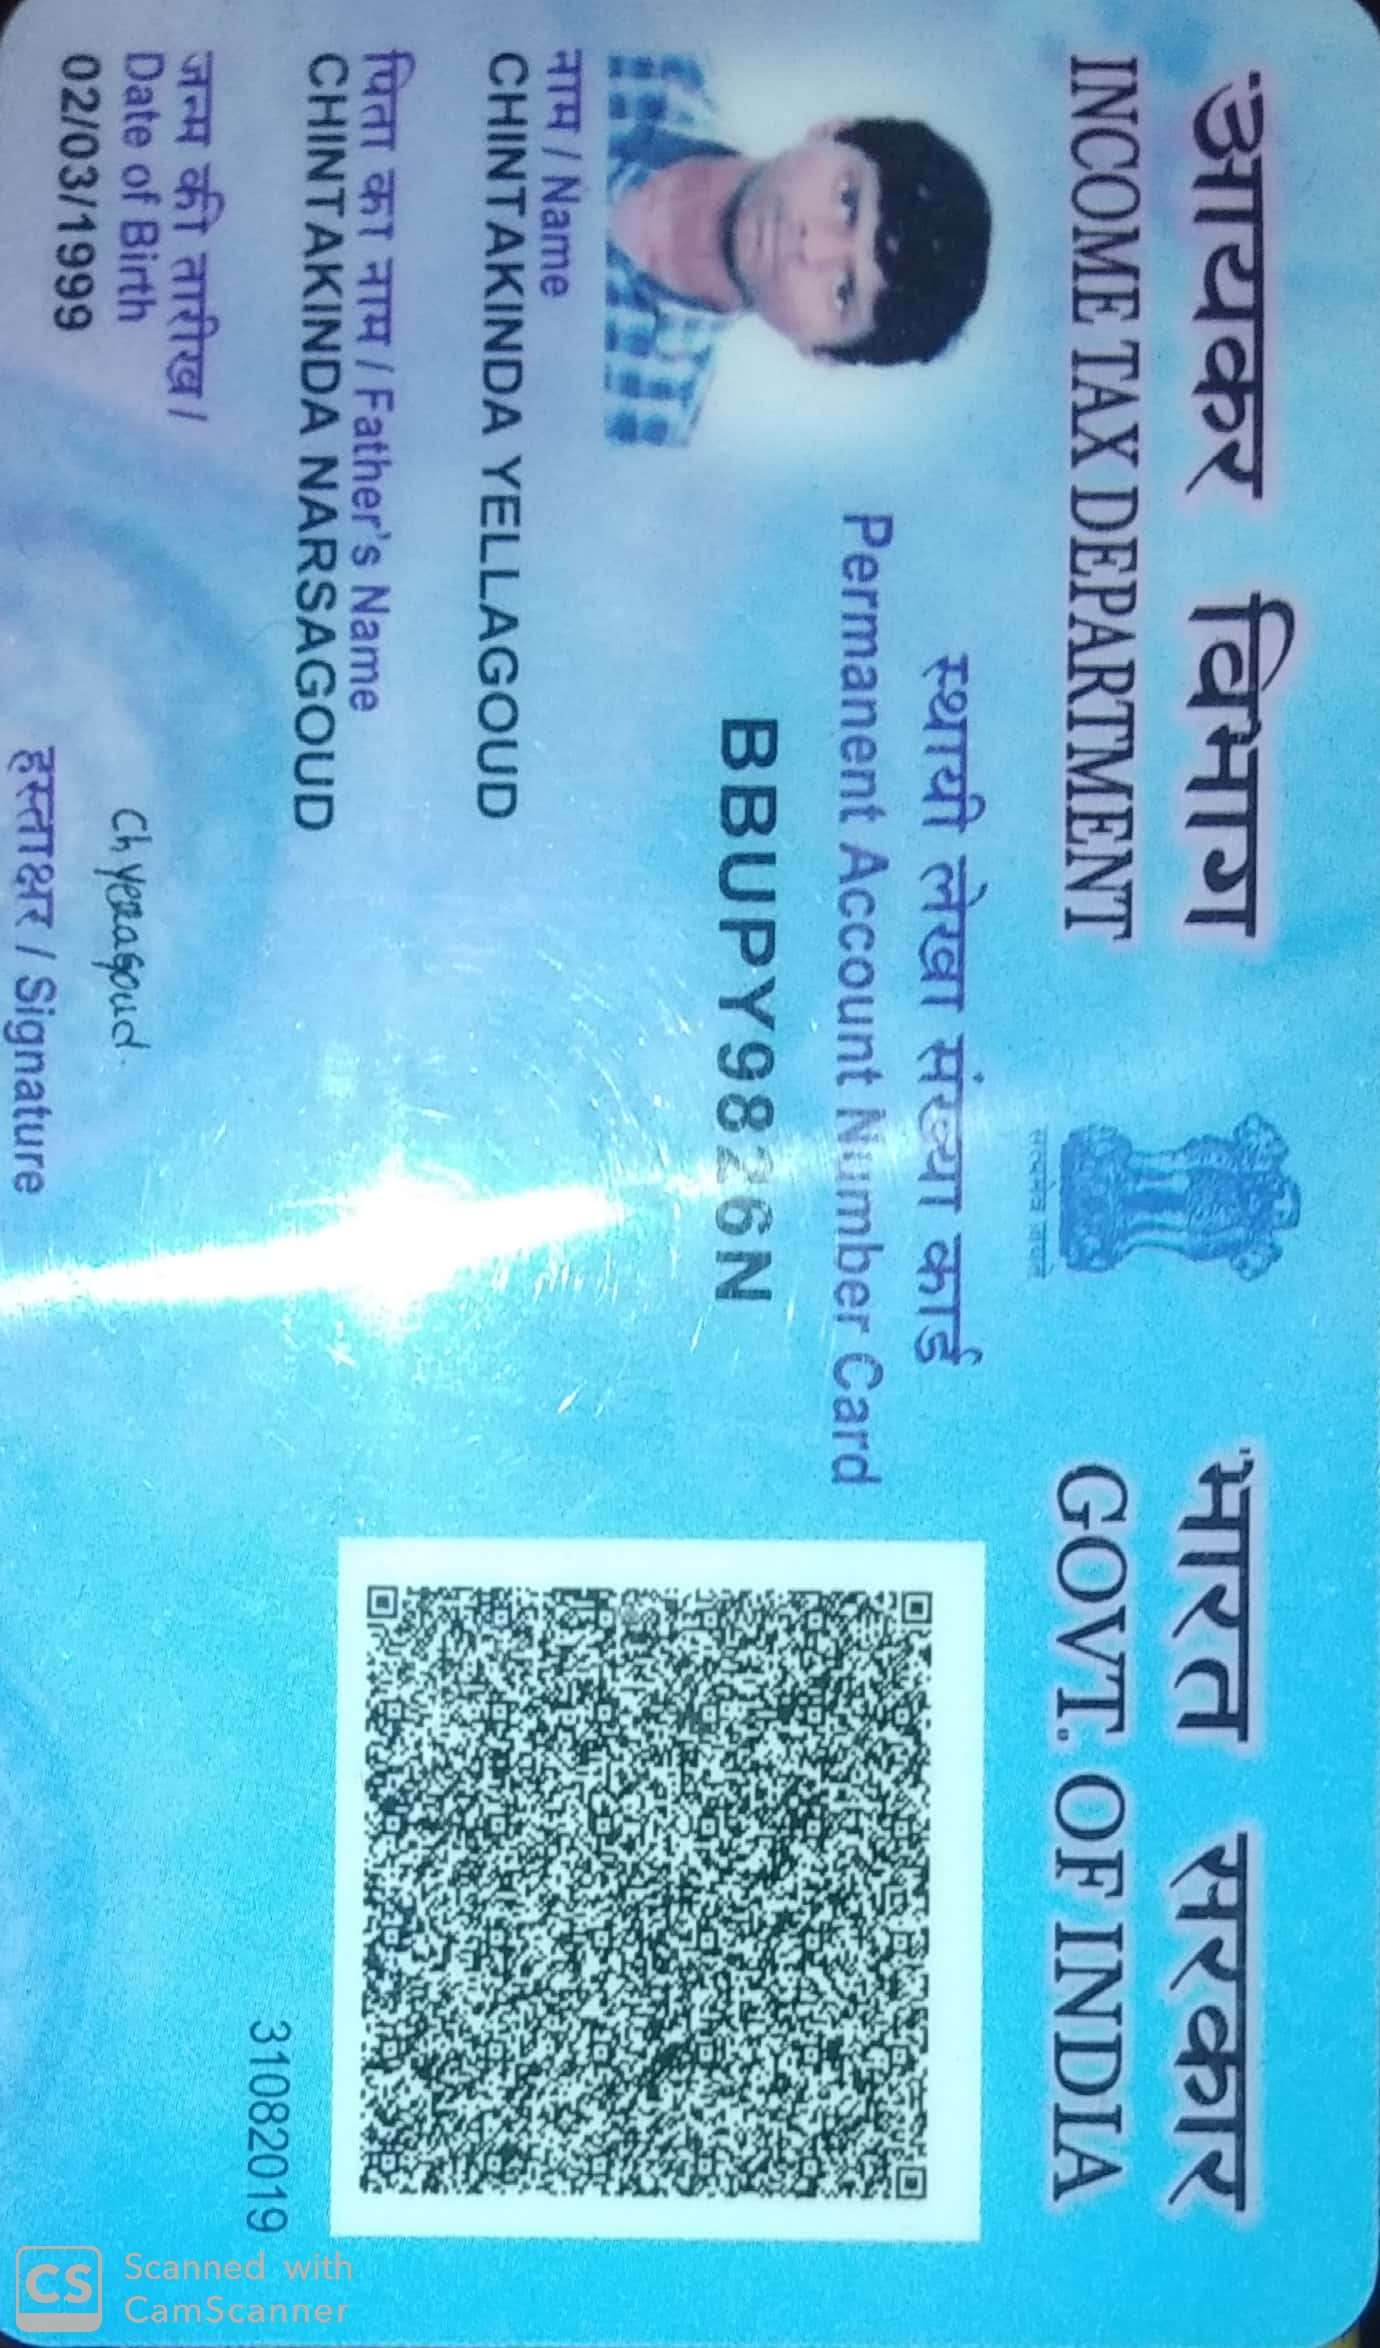 आयकर विभाग
INCOME TAX DEPARTMENT
सत्यमेव जयते
भारत सरकार
GOVT. OF INDIA
स्थायी लेखा संख्या कार्ड
Permanent Account Number Card
BBUPY9826N
नाम / Name
CHINTAKINDA YELLAGOUD
पिता का नाम / Father's Name
CHINTAKINDA NARSAGOUD
जन्म की तारीख /
Date of Birth
02/03/1999
Ch Yellagoud.
हस्ताक्षर / Signature
31082019
CS Scanned with
CamScanner